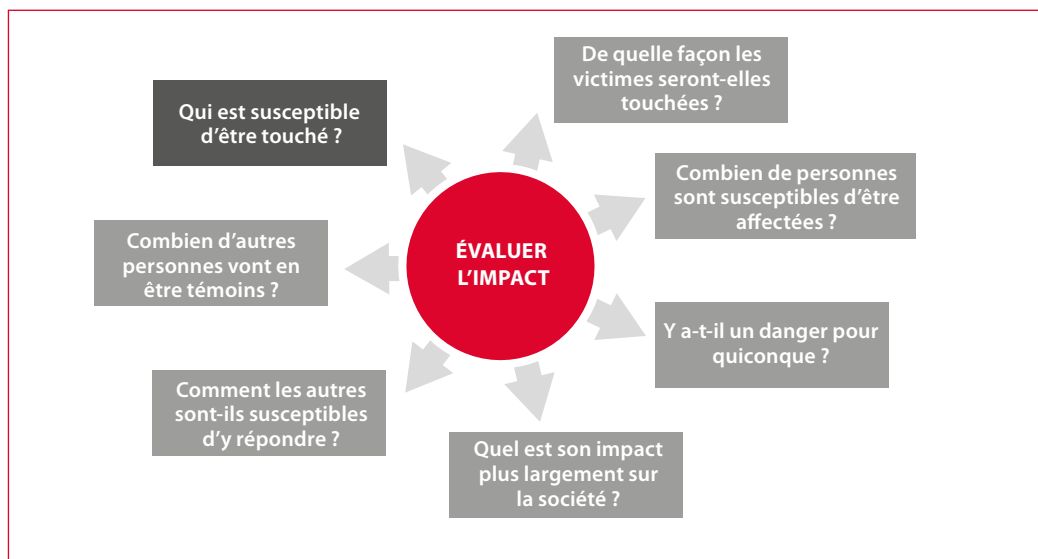 De quelle façon les
victimes seront-elles
touchées ?
Qui est susceptible
d'être touché ?
Combien de personnes
sont susceptibles d'être
affectées ?
Combien d'autres
personnes vont en
être témoins ?
ÉVALUER
L'IMPACT
Y a-t-il un danger pour
quiconque ?
Comment les autres
sont-ils susceptibles
d'y répondre ?
Quel est son impact
plus largement sur
la société ?